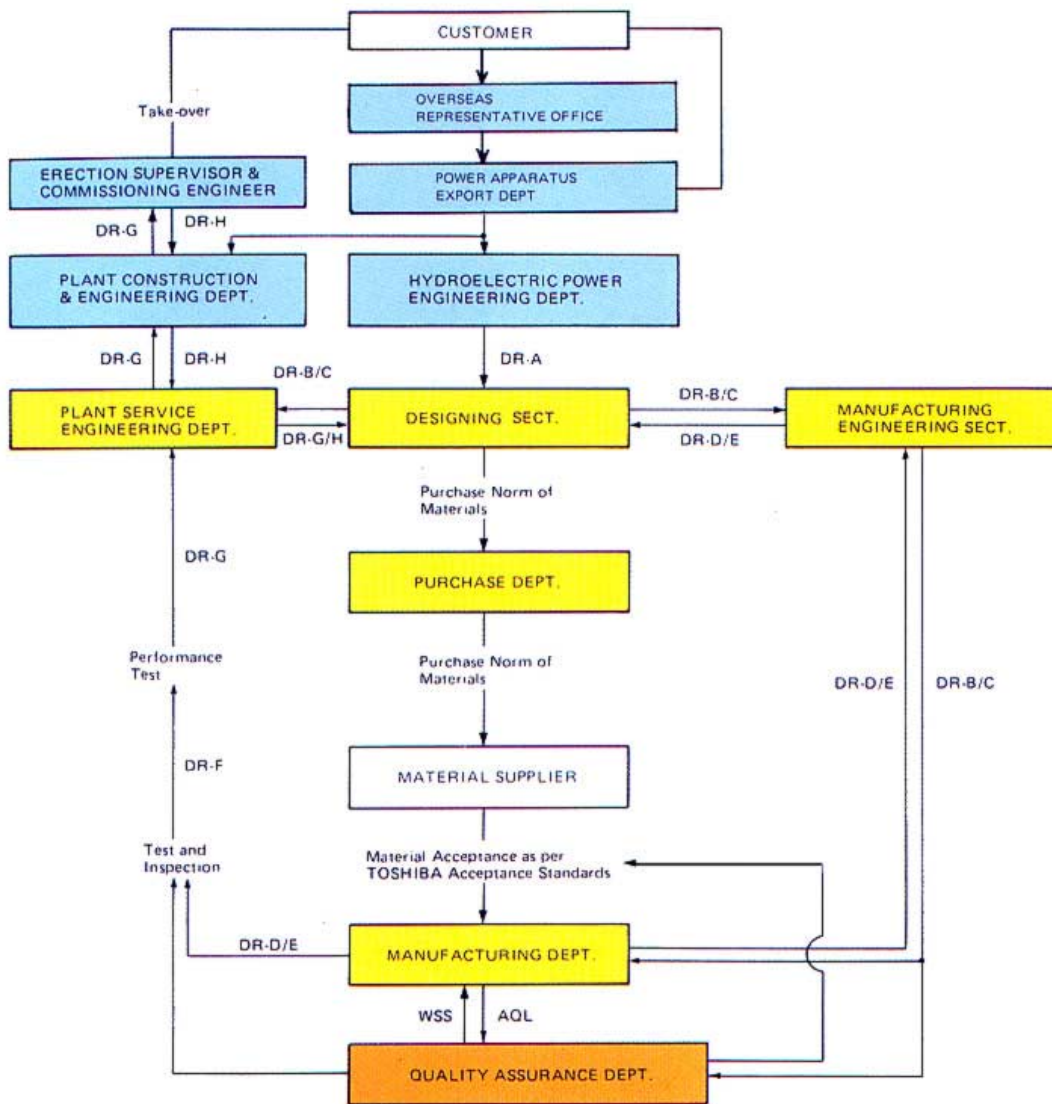 CUSTOMER
OVERSEAS
REPRESENTATIVE OFFICE
Take-over
ERECTION SUPERVISOR &
COMMISSIONING ENGINEER
POWER APPARATUS
EXPORT DEPT
DR-G
DR-H
PLANT CONSTRUCTION
& ENGINEERING DEPT.
HYDROELECTRIC POWER
ENGINEERING DEPT.
DR-G
DR-H
DR-B/C
DR-A
PLANT SERVICE
ENGINEERING DEPT.
DR-G/H
DESIGNING SECT.
DR-B/C
DR-D/E
MANUFACTURING
ENGINEERING SECT.
Purchase Norm of
Materials
DR-G
PURCHASE DEPT.
Performance
Test
Purchase Norm of
Materials
DR-D/E
DR-B/C
DR-F
MATERIAL SUPPLIER
Test and
Inspection
Material Acceptance as per
TOSHIBA Acceptance Standards
DR-D/E
MANUFACTURING DEPT.
WSS
AQL
QUALITY ASSURANCE DEPT.